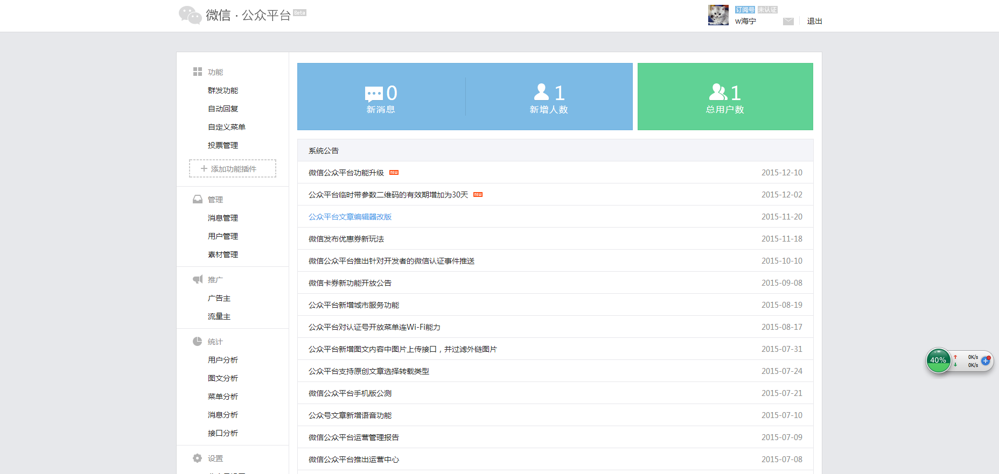 微信 · 公众平台 Beta
订阅号 未认证
w海宁
退出
功能
群发功能
自动回复
自定义菜单
投票管理
添加功能插件
管理
消息管理
用户管理
素材管理
推广
广告主
流量主
统计
用户分析
图文分析
菜单分析
消息分析
接口分析
设置
0
新消息
1
新增人数
1
总用户数
系统公告
微信公众平台功能升级 NEW 2015-12-10
公众平台临时带参数二维码的有效期增加为30天 NEW 2015-12-02
公众平台文章编辑器改版 2015-11-20
微信发布优惠券新玩法 2015-11-18
微信公众平台推出针对开发者的微信认证事件推送 2015-10-10
微信卡券新功能开放公告 2015-09-08
公众平台新增城市服务功能 2015-08-19
公众平台对认证号开放菜单连Wi-Fi能力 2015-08-17
公众平台新增图文内容中图片上传接口，并过滤外链图片 2015-07-31
公众平台支持原创文章选择转载类型 2015-07-24
微信公众平台手机版公测 2015-07-21
公众号文章新增语音功能 2015-07-10
微信公众平台运营管理报告 2015-07-09
微信公众平台推出运营中心 2015-07-08
40%
0K/s
0K/s